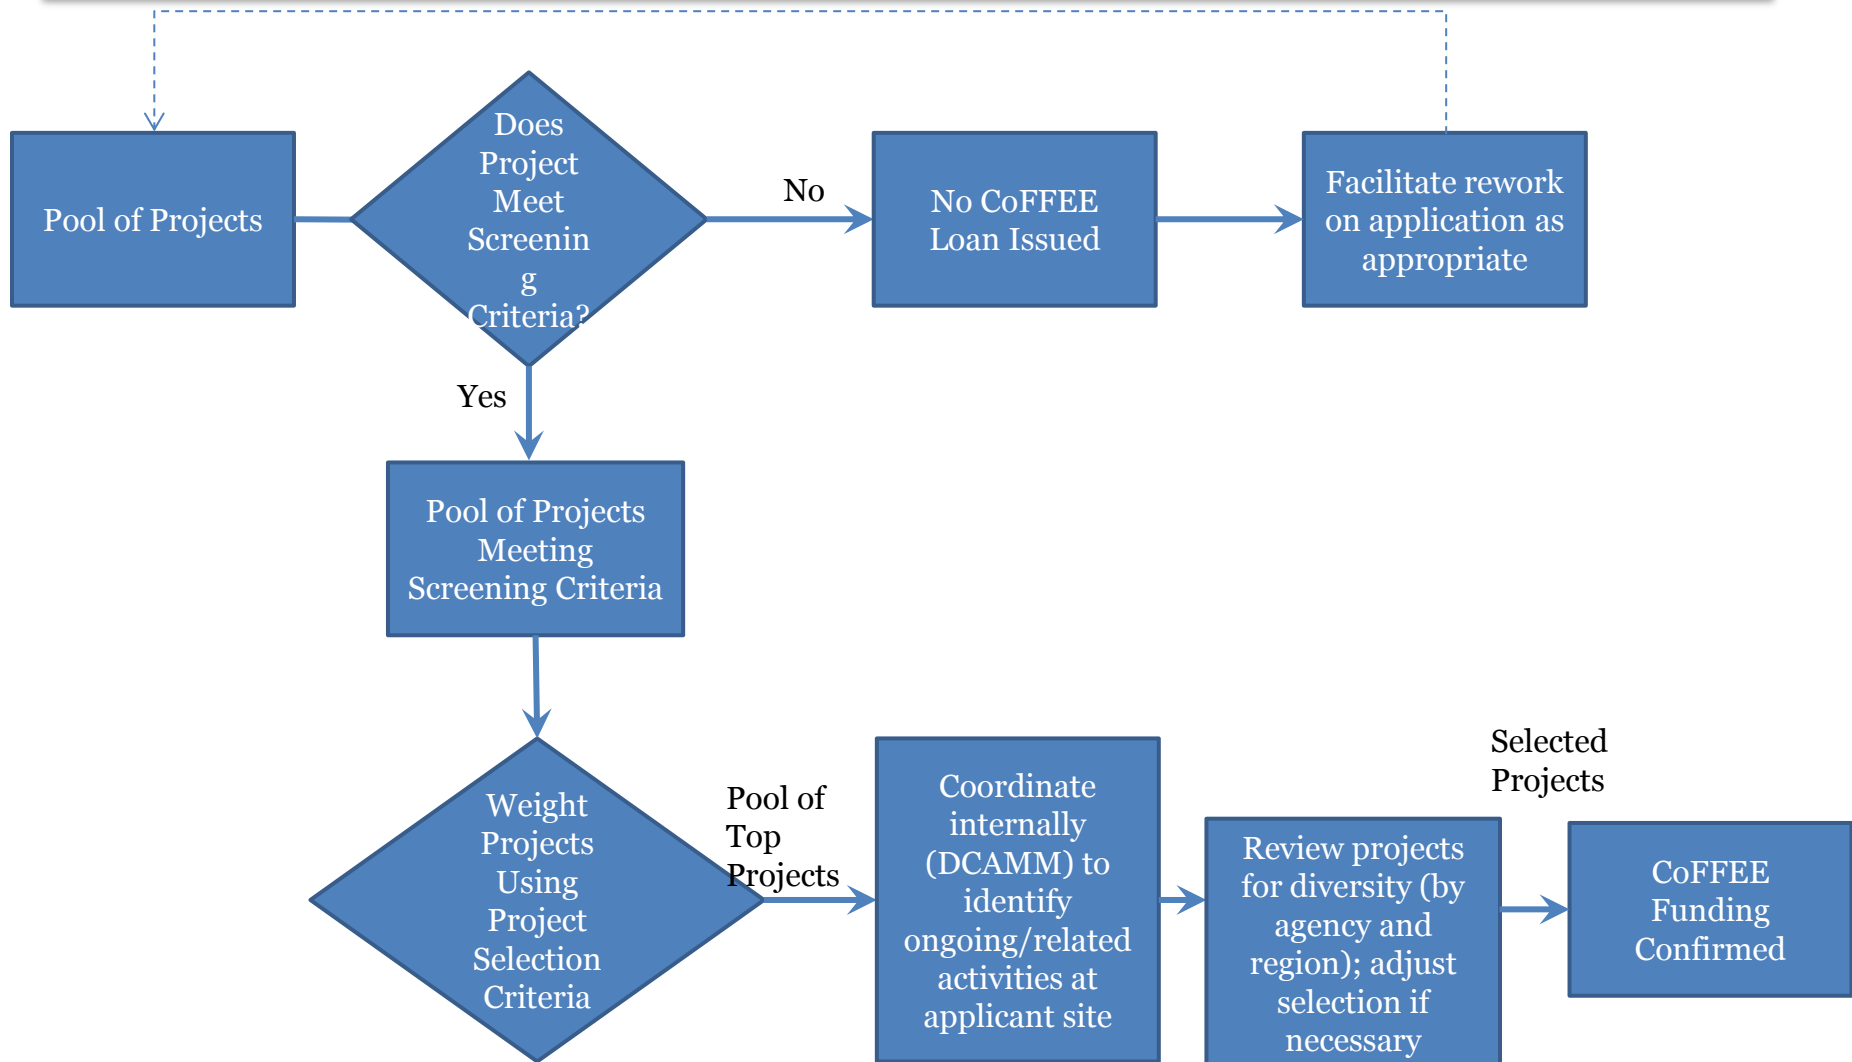 Pool of Projects
Does
Project
Meet
Screenin
g
Criteria?
No
No CoFFEE
Loan Issued
Facilitate rework
on application as
appropriate
Yes
Pool of Projects
Meeting
Screening Criteria
Weight
Projects
Using
Project
Selection
Criteria
Pool of
Top
Projects
Coordinate
internally
(DCAMM) to
identify
ongoing/related
activities at
applicant site
Review projects
for diversity (by
agency and
region); adjust
selection if
necessary
Selected
Projects
CoFFEE
Funding
Confirmed